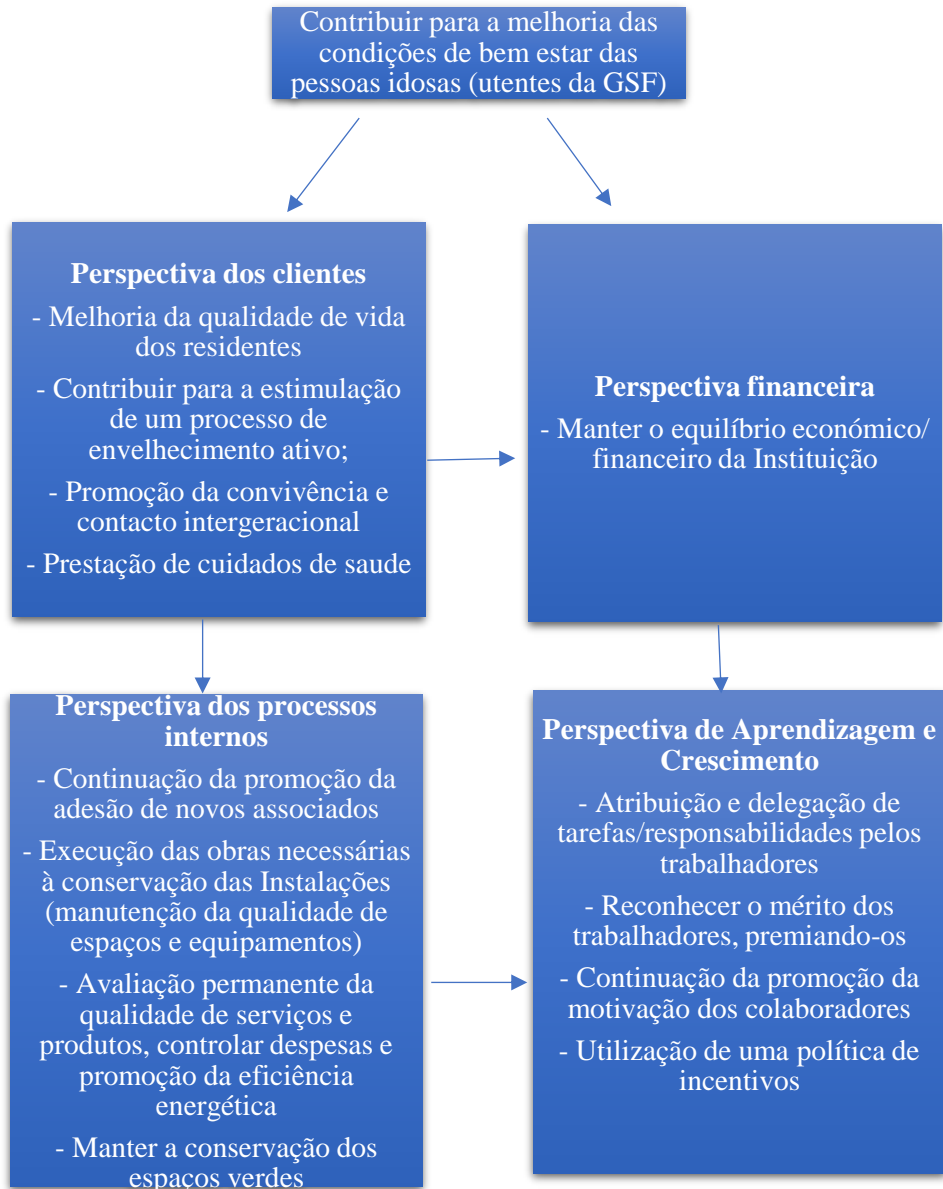 Contribuir para a melhoria das
condições de bem estar das
pessoas idosas (utentes da GSF)
Perspectiva dos clientes
- Melhoria da qualidade de vida
dos residentes
- Contribuir para a estimulação
de um processo de
envelhecimento ativo;
- Promoção da convivência e
contacto intergeracional
- Prestação de cuidados de saude
Perspectiva financeira
- Manter o equilíbrio económico/
financeiro da Instituição
Perspectiva dos processos
internos
- Continuação da promoção da
adesão de novos associados
- Execução das obras necessárias
à conservação das Instalações
(manutenção da qualidade de
espaços e equipamentos)
- Avaliação permanente da
qualidade de serviços e
produtos, controlar despesas e
promoção da eficiência
energética
- Manter a conservação dos
espaços verdes
Perspectiva de Aprendizagem e
Crescimento
- Atribuição e delegação de
tarefas/responsabilidades pelos
trabalhadores
- Reconhecer o mérito dos
trabalhadores, premiando-os
- Continuação da promoção da
motivação dos colaboradores
- Utilização de uma política de
incentivos